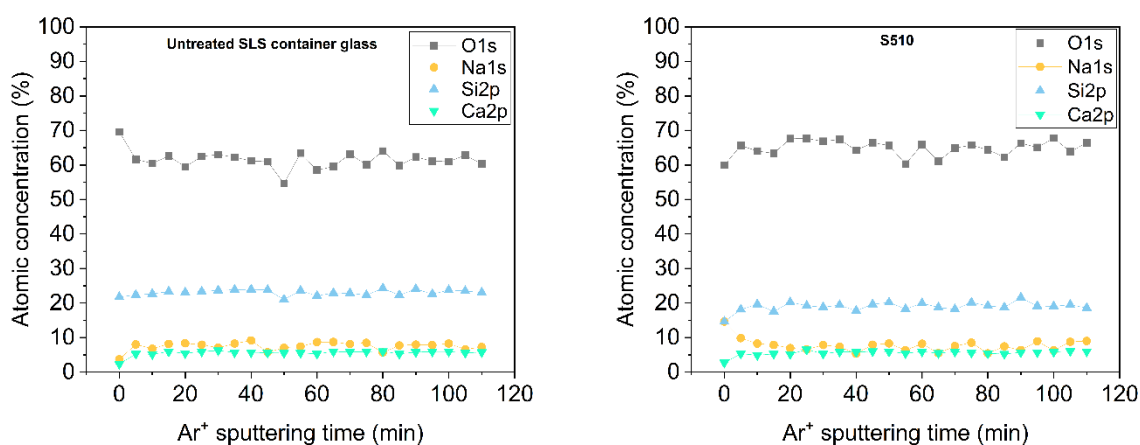 Untreated SLS container glass
O1s
Na1s
Si2p
Ca2p
Atomic concentration (%)
100
90
80
70
60
50
40
30
20
10
0
0 20 40 60 80 100 120
Ar⁺ sputtering time (min)
S510
O1s
Na1s
Si2p
Ca2p
Atomic concentration (%)
100
90
80
70
60
50
40
30
20
10
0
0 20 40 60 80 100 120
Ar⁺ sputtering time (min)